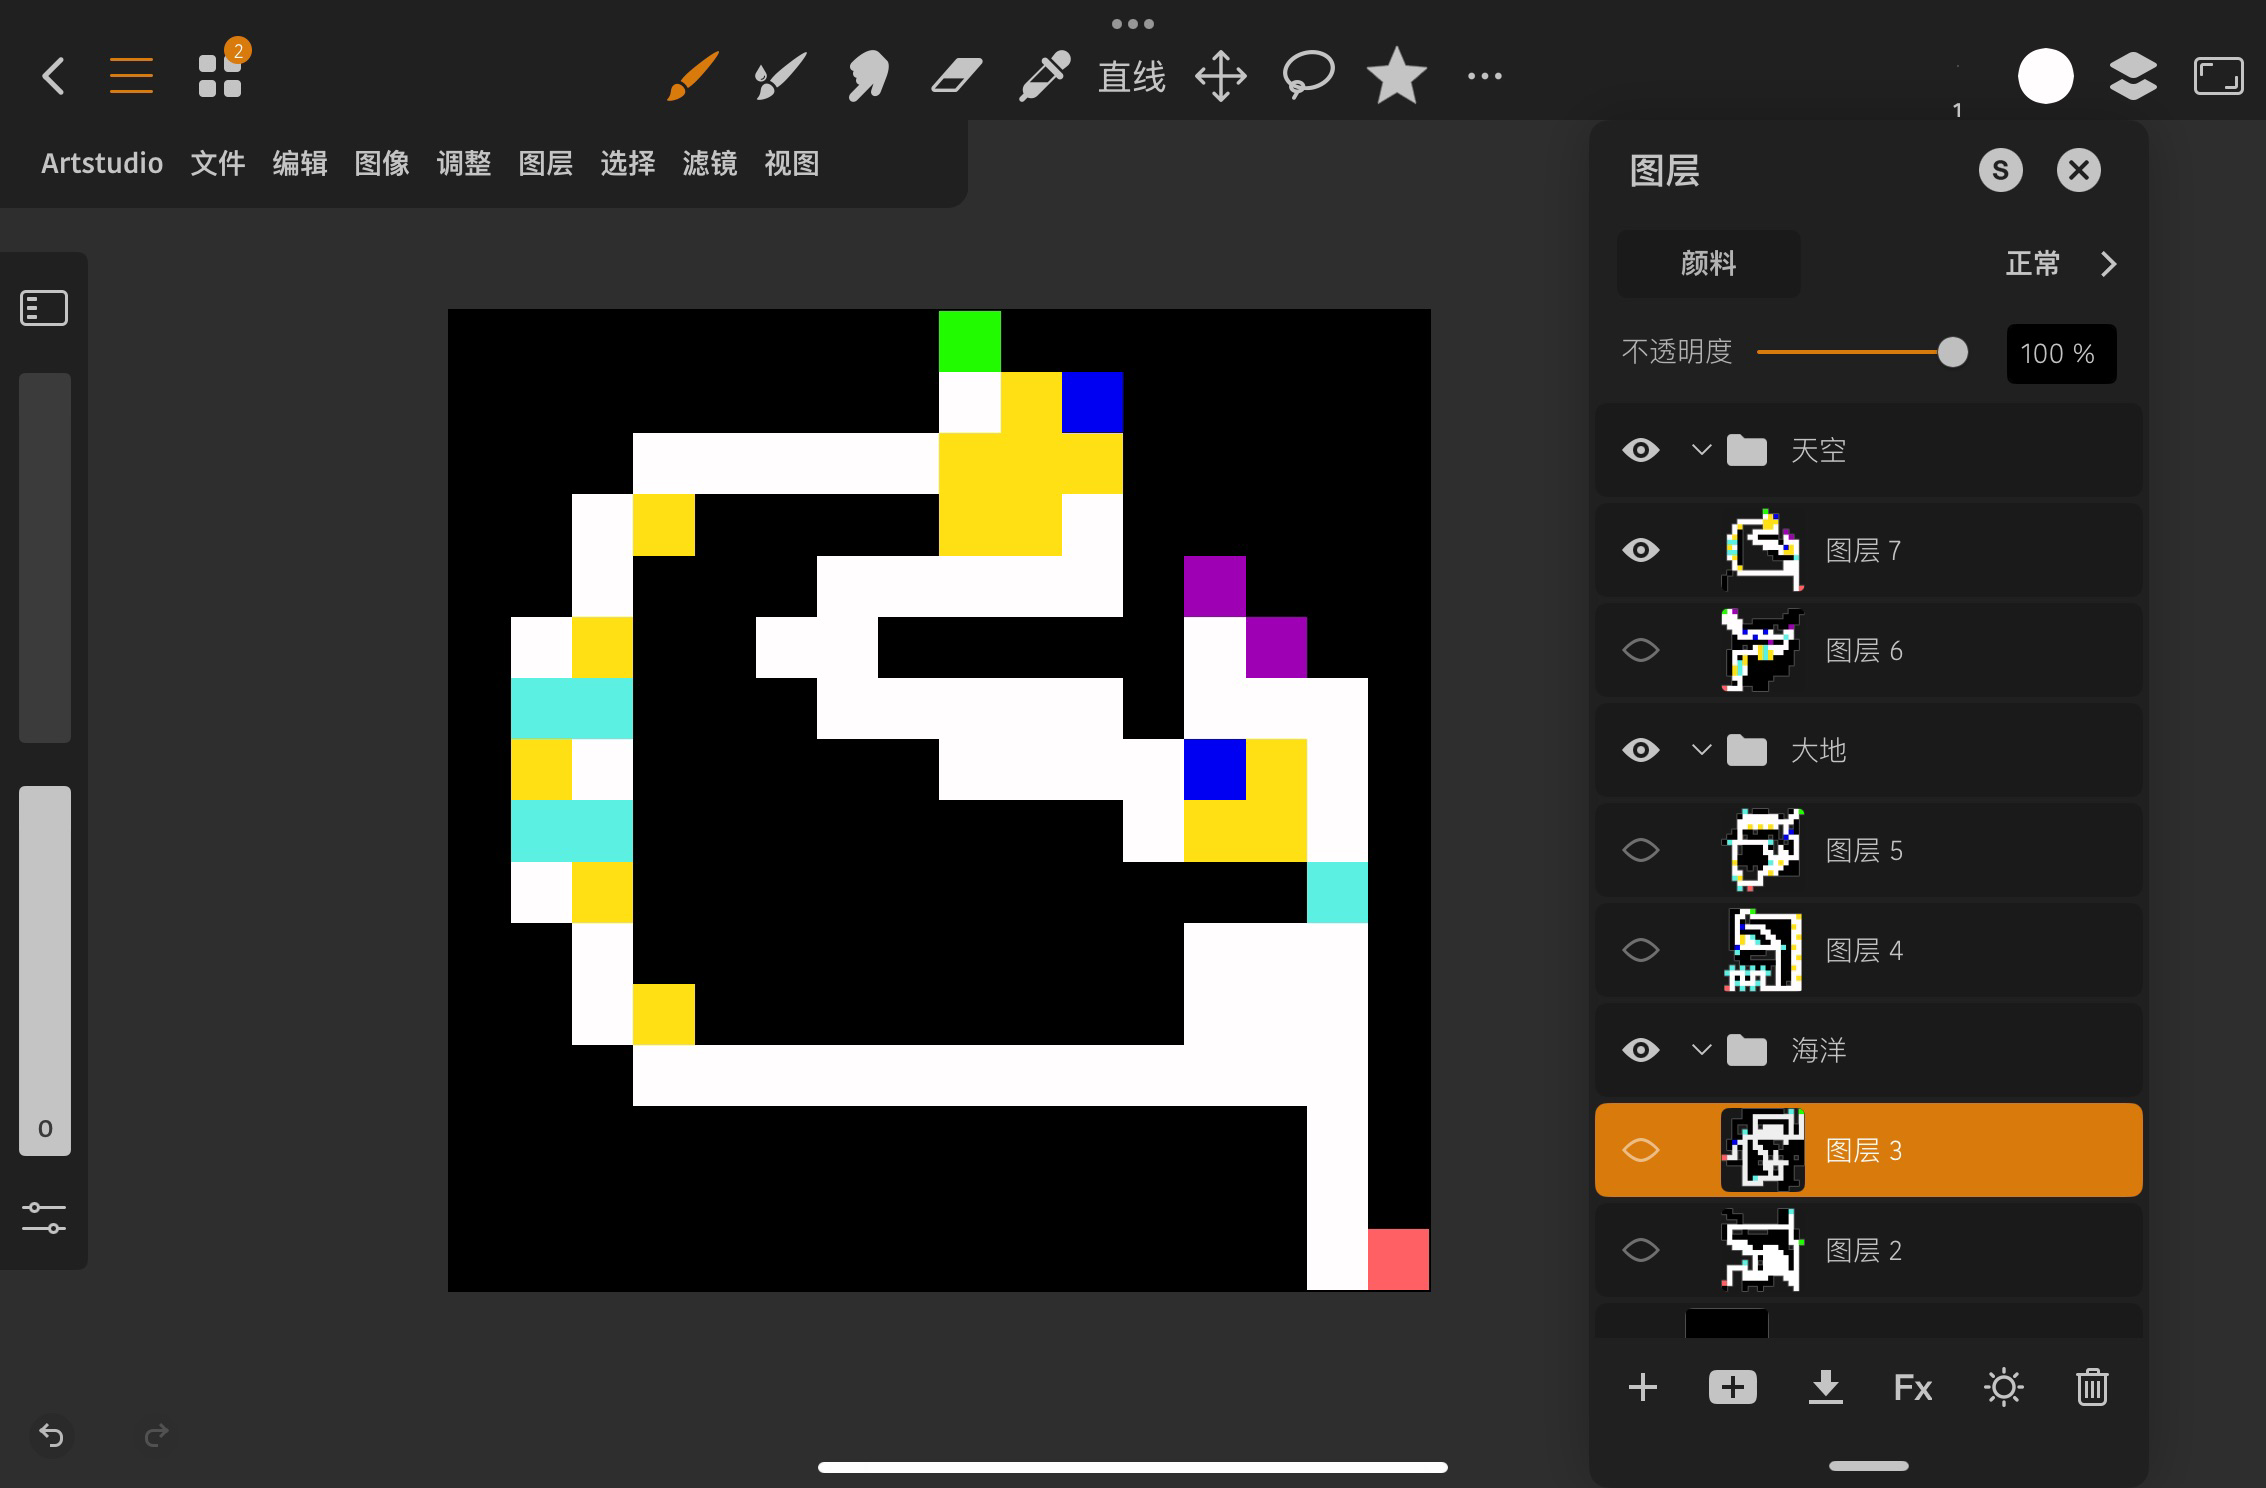 2
直线
1
Artstudio 文件 编辑 图像 调整 图层 选择 滤镜 视图
图层
S
颜料 正常
不透明度 100 %
天空
图层 7
图层 6
大地
图层 5
图层 4
海洋
图层 3
图层 2
0
Fx